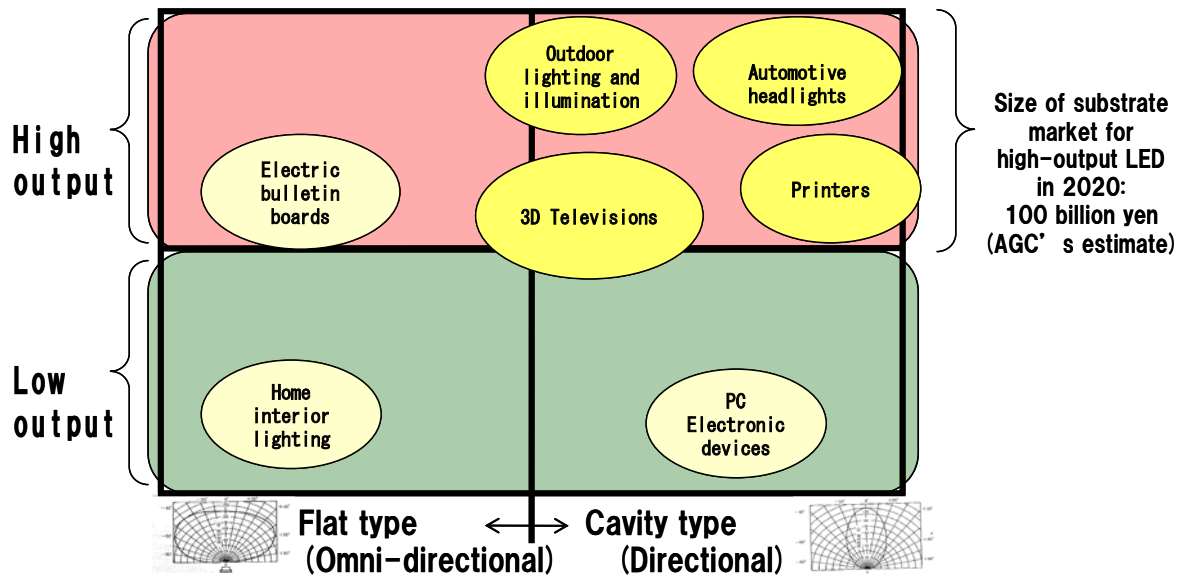 High
output
Outdoor
lighting and
illumination
Automotive
headlights
Electric
bulletin
boards
3D Televisions
Printers
Size of substrate
market for
high-output LED
in 2020:
100 billion yen
(AGC’s estimate)
Low
output
Home
interior
lighting
PC
Electronic
devices
Flat type
(Omni-directional)
Cavity type
(Directional)